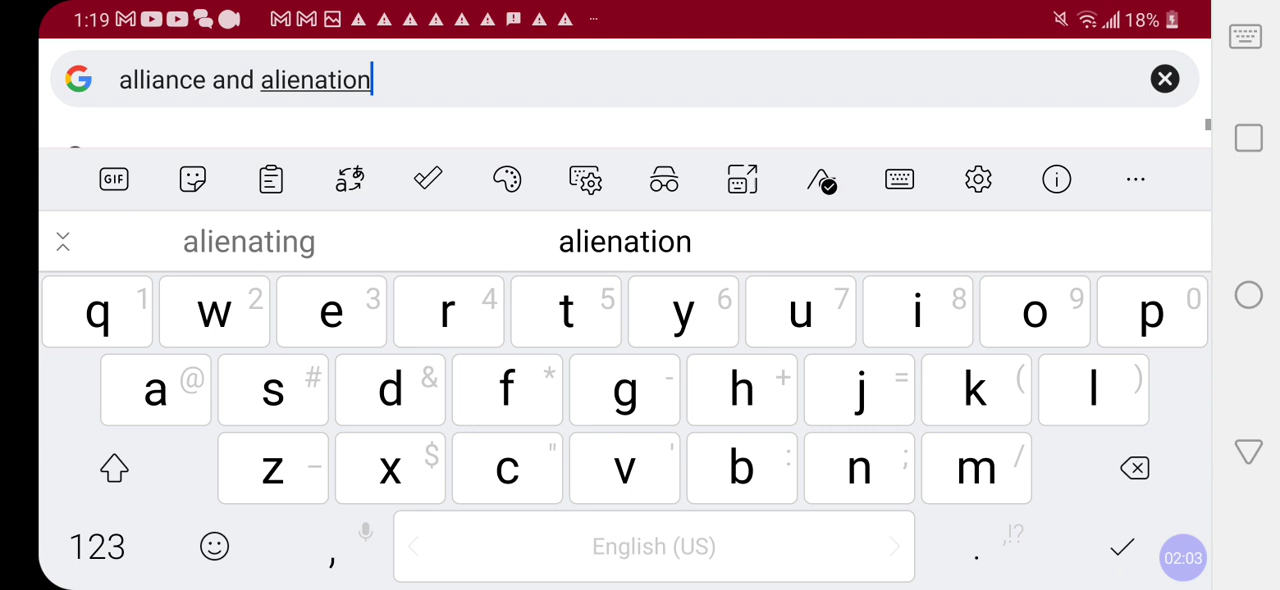 1:19 18%
alliance and alienation
GIF
alienating alienation
q 1 w 2 e 3 r 4 t 5 y 6 u 7 i 8 o 9 p 0
a @ s # d & f * g - h + j = k ( l )
z – x $ c " v ' b : n ; m /
123 , English (US) . ,!?
02:03